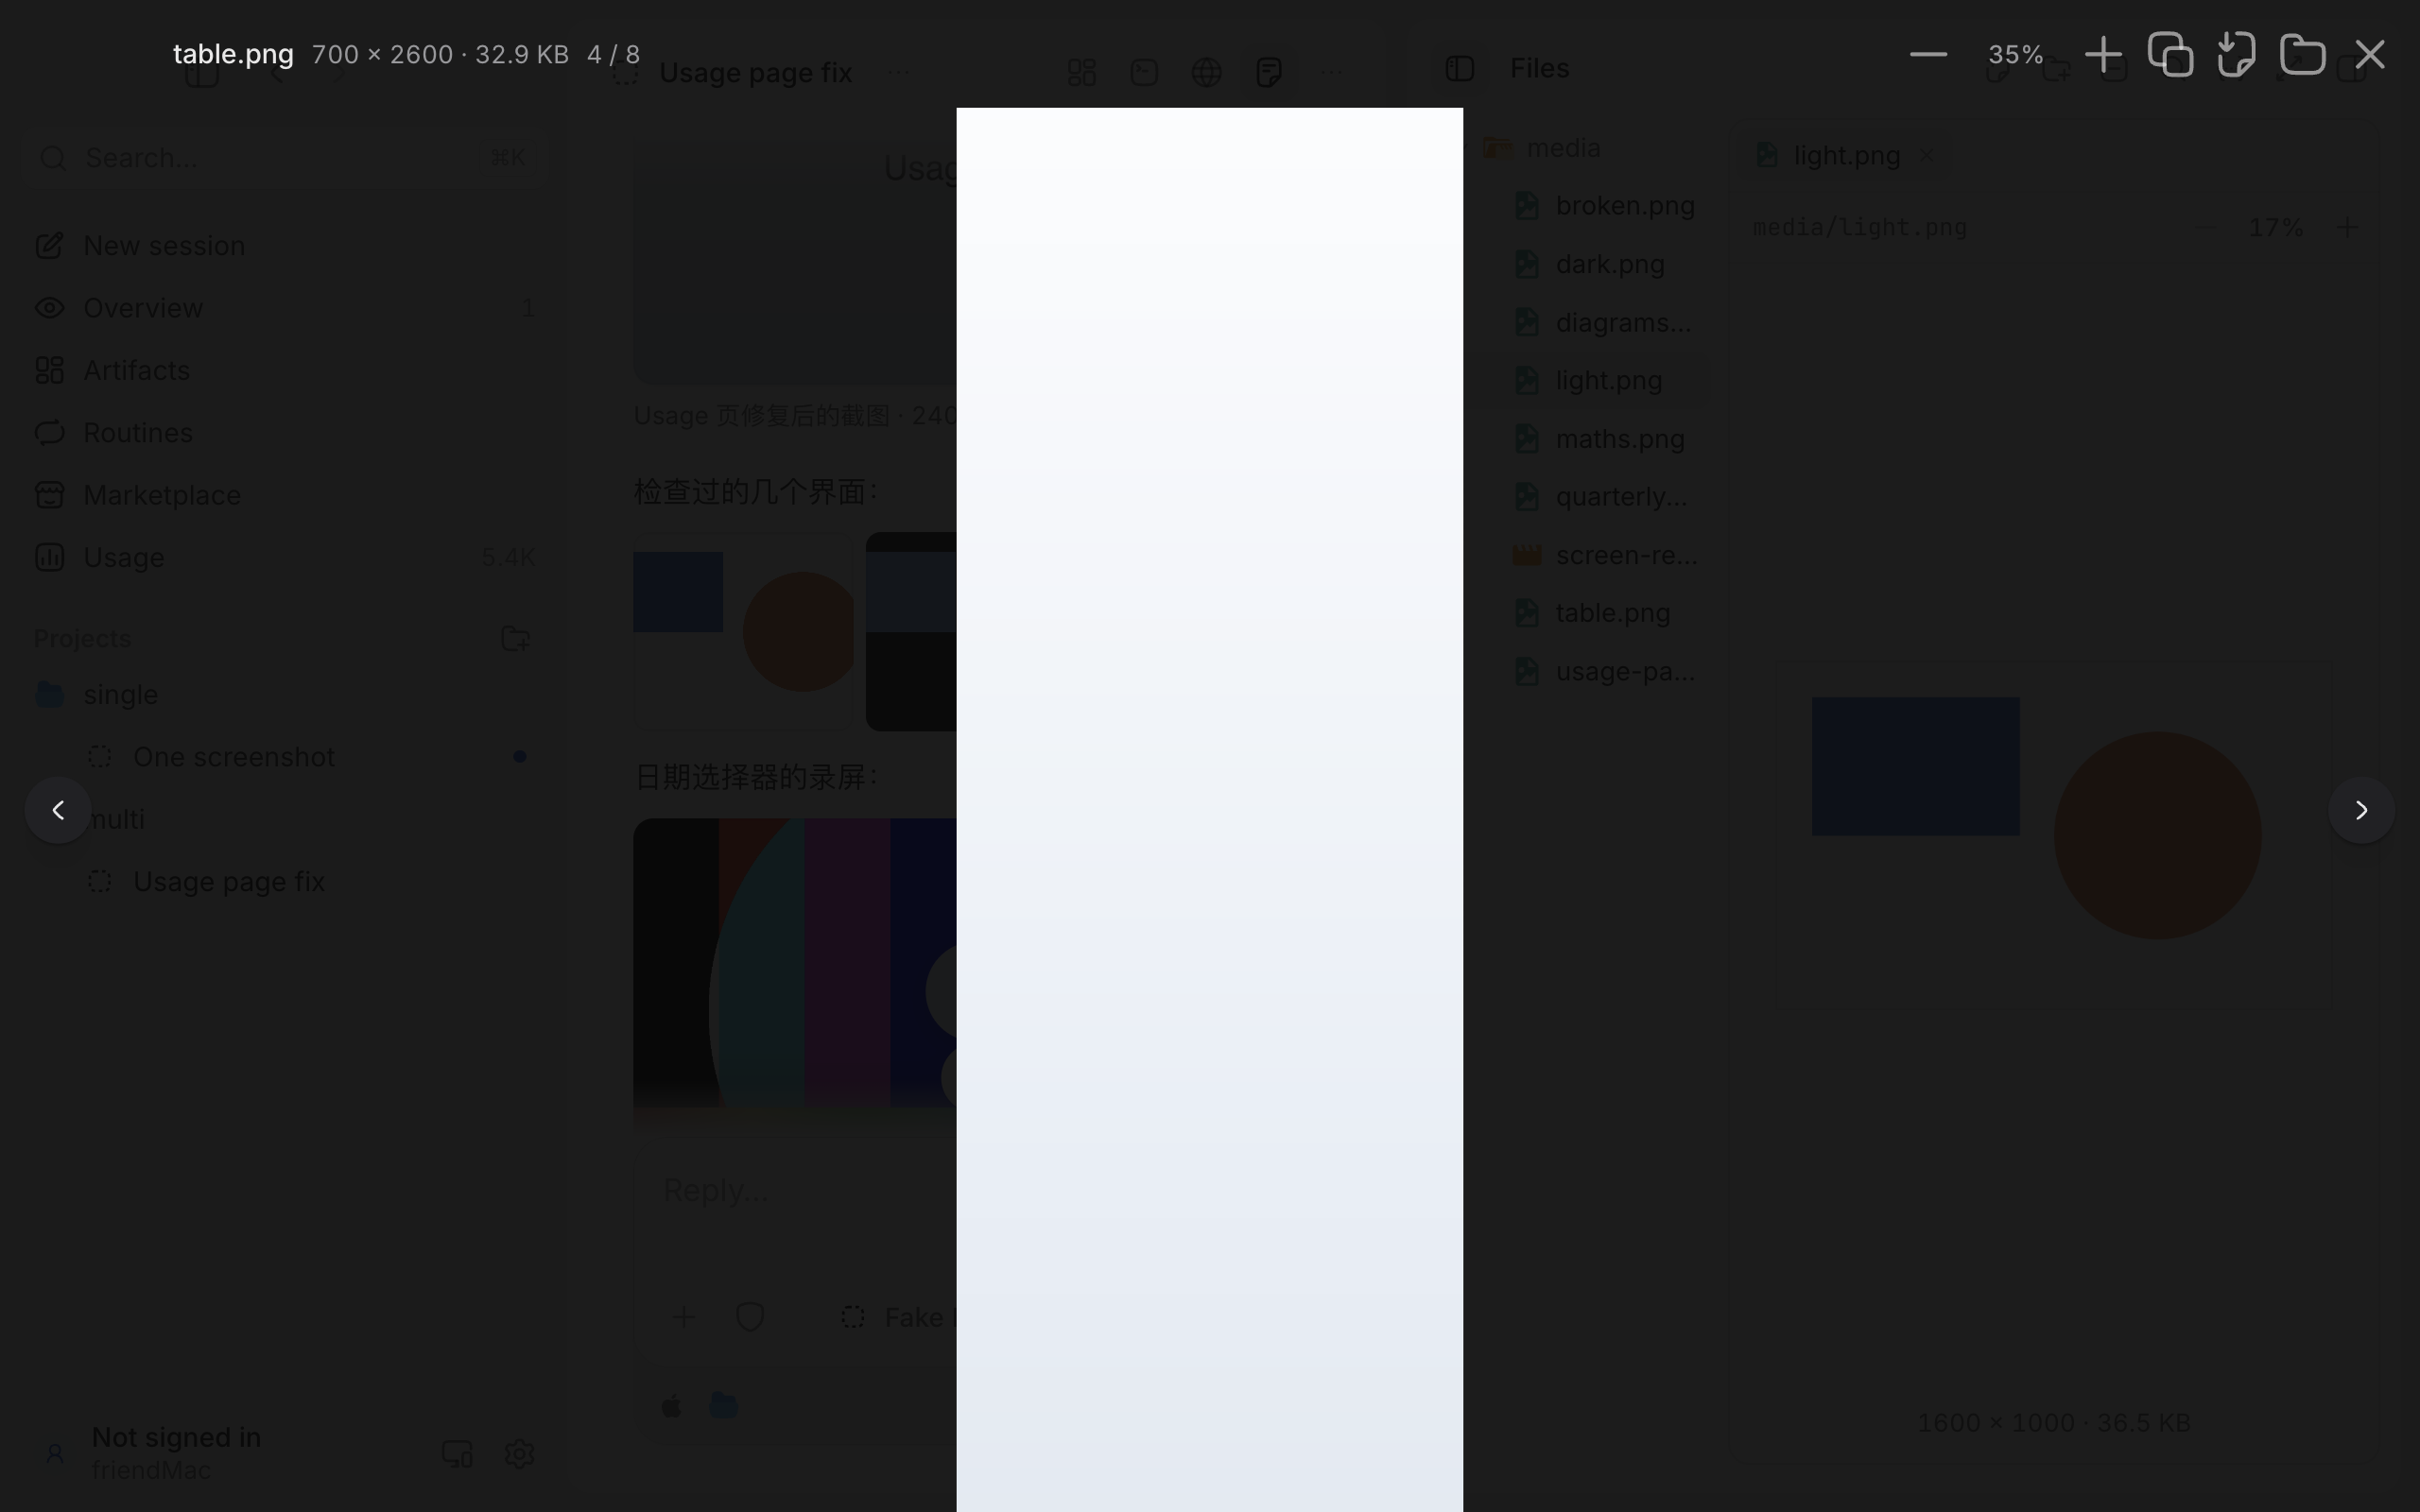 table.png 700 × 2600 · 32.9 KB 4 / 8
35%
Usage page fix
Files
Search... ⌘K
New session
Overview 1
Artifacts
Routines
Marketplace
Usage 5.4K
Projects
single
One screenshot
multi
Usage page fix
Not signed in
friendMac
Usage 页修复后的截图 · 240
检查过的几个界面：
日期选择器的录屏：
Reply...
Fake
media
broken.png
dark.png
diagrams...
light.png
maths.png
quarterly...
screen-re...
table.png
usage-pa...
light.png
media/light.png 17%
1600 × 1000 · 36.5 KB